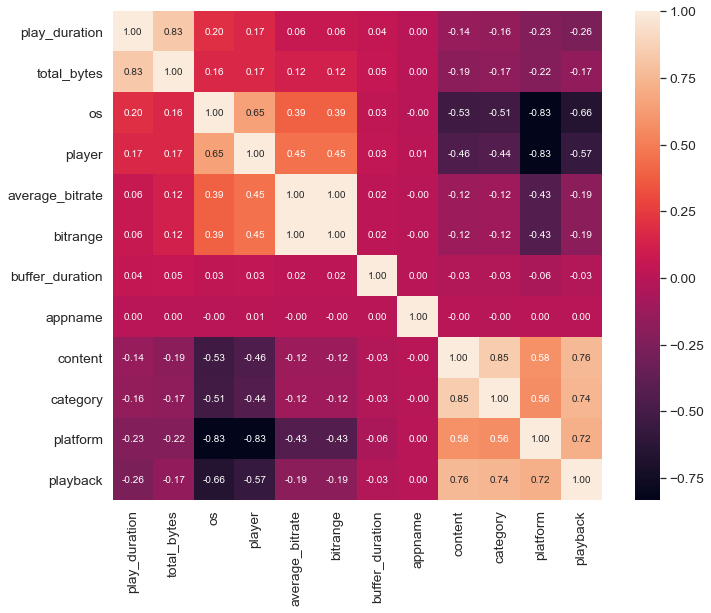 play_duration 1.00 0.83 0.20 0.17 0.06 0.06 0.04 0.00 -0.14 -0.16 -0.23 -0.26
total_bytes 0.83 1.00 0.16 0.17 0.12 0.12 0.05 0.00 -0.19 -0.17 -0.22 -0.17
os 0.20 0.16 1.00 0.65 0.39 0.39 0.03 -0.00 -0.53 -0.51 -0.83 -0.66
player 0.17 0.17 0.65 1.00 0.45 0.45 0.03 0.01 -0.46 -0.44 -0.83 -0.57
average_bitrate 0.06 0.12 0.39 0.45 1.00 1.00 0.02 -0.00 -0.12 -0.12 -0.43 -0.19
bitrange 0.06 0.12 0.39 0.45 1.00 1.00 0.02 -0.00 -0.12 -0.12 -0.43 -0.19
buffer_duration 0.04 0.05 0.03 0.03 0.02 0.02 1.00 0.00 -0.03 -0.03 -0.06 -0.03
appname 0.00 0.00 -0.00 0.01 -0.00 -0.00 0.00 1.00 -0.00 -0.00 0.00 0.00
content -0.14 -0.19 -0.53 -0.46 -0.12 -0.12 -0.03 -0.00 1.00 0.85 0.58 0.76
category -0.16 -0.17 -0.51 -0.44 -0.12 -0.12 -0.03 -0.00 0.85 1.00 0.56 0.74
platform -0.23 -0.22 -0.83 -0.83 -0.43 -0.43 -0.06 0.00 0.58 0.56 1.00 0.72
playback -0.26 -0.17 -0.66 -0.57 -0.19 -0.19 -0.03 0.00 0.76 0.74 0.72 1.00
play_duration
total_bytes
os
player
average_bitrate
bitrange
buffer_duration
appname
content
category
platform
playback
1.00
0.75
0.50
0.25
0.00
−0.25
−0.50
−0.75